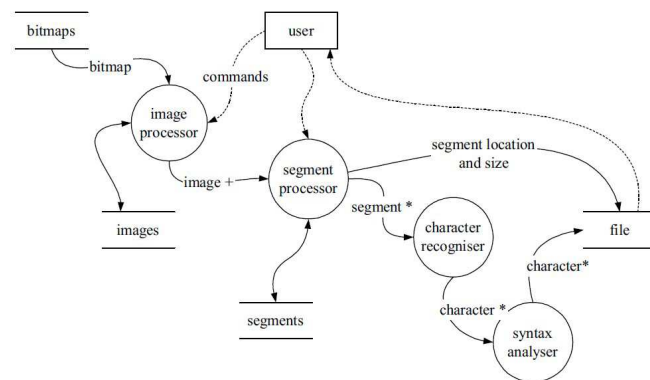 bitmaps
user
bitmap
commands
image
processor
segment location
and size
segment
processor
image +
segment *
images
character
recogniser
file
character*
segments
character *
syntax
analyser